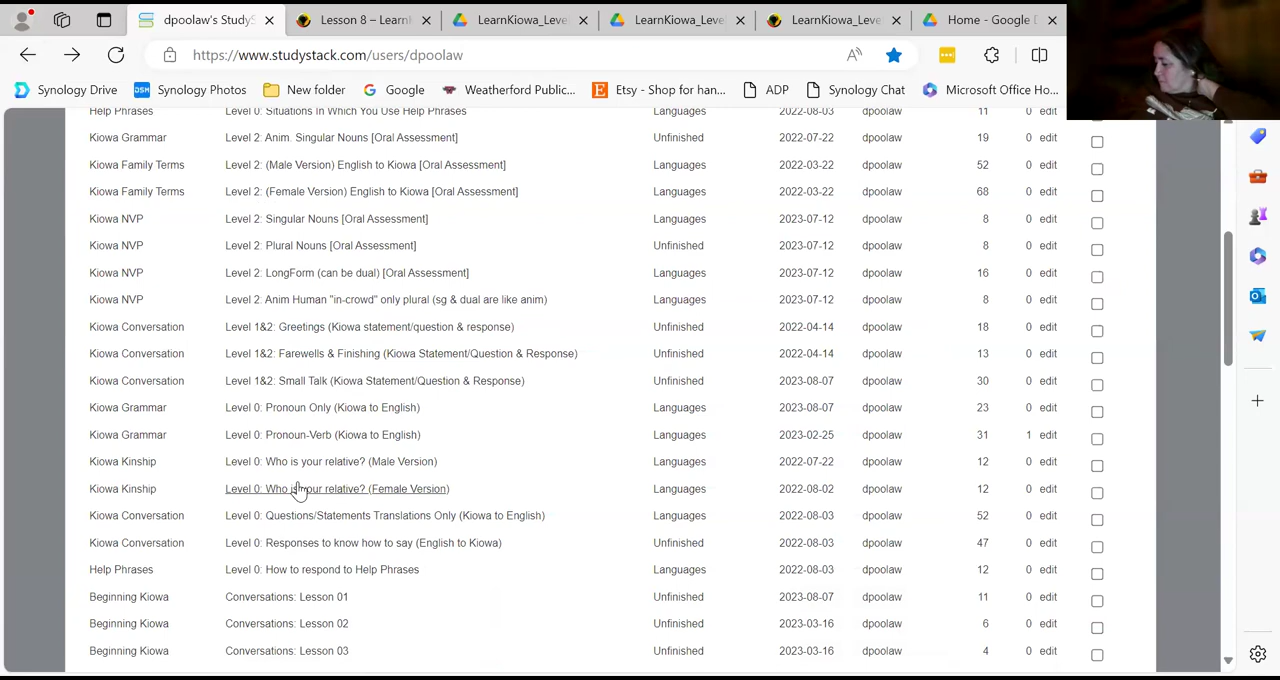 dpoolaw's StudyS
Lesson 8 – Learn
LearnKiowa_Leve
LearnKiowa_Leve
LearnKiowa_Leve
Home - Google D
https://www.studystack.com/users/dpoolaw
Synology Drive
DSM Synology Photos
New folder
Google
Weatherford Public...
Etsy - Shop for han...
ADP
Synology Chat
Microsoft Office Ho...
Help Phrases Level 0: Situations In Which You Use Help Phrases Languages 2022-08-03 dpoolaw 11 0 edit
Kiowa Grammar Level 2: Anim. Singular Nouns [Oral Assessment] Unfinished 2022-07-22 dpoolaw 19 0 edit
Kiowa Family Terms Level 2: (Male Version) English to Kiowa [Oral Assessment] Languages 2022-03-22 dpoolaw 52 0 edit
Kiowa Family Terms Level 2: (Female Version) English to Kiowa [Oral Assessment] Languages 2022-03-22 dpoolaw 68 0 edit
Kiowa NVP Level 2: Singular Nouns [Oral Assessment] Languages 2023-07-12 dpoolaw 8 0 edit
Kiowa NVP Level 2: Plural Nouns [Oral Assessment] Unfinished 2023-07-12 dpoolaw 8 0 edit
Kiowa NVP Level 2: LongForm (can be dual) [Oral Assessment] Languages 2023-07-12 dpoolaw 16 0 edit
Kiowa NVP Level 2: Anim Human "in-crowd" only plural (sg & dual are like anim) Languages 2023-07-12 dpoolaw 8 0 edit
Kiowa Conversation Level 1&2: Greetings (Kiowa statement/question & response) Unfinished 2022-04-14 dpoolaw 18 0 edit
Kiowa Conversation Level 1&2: Farewells & Finishing (Kiowa Statement/Question & Response) Unfinished 2022-04-14 dpoolaw 13 0 edit
Kiowa Conversation Level 1&2: Small Talk (Kiowa Statement/Question & Response) Unfinished 2023-08-07 dpoolaw 30 0 edit
Kiowa Grammar Level 0: Pronoun Only (Kiowa to English) Languages 2023-08-07 dpoolaw 23 0 edit
Kiowa Grammar Level 0: Pronoun-Verb (Kiowa to English) Languages 2023-02-25 dpoolaw 31 1 edit
Kiowa Kinship Level 0: Who is your relative? (Male Version) Languages 2022-07-22 dpoolaw 12 0 edit
Kiowa Kinship Level 0: Who is your relative? (Female Version) Languages 2022-08-02 dpoolaw 12 0 edit
Kiowa Conversation Level 0: Questions/Statements Translations Only (Kiowa to English) Languages 2022-08-03 dpoolaw 52 0 edit
Kiowa Conversation Level 0: Responses to know how to say (English to Kiowa) Unfinished 2022-08-03 dpoolaw 47 0 edit
Help Phrases Level 0: How to respond to Help Phrases Languages 2022-08-03 dpoolaw 12 0 edit
Beginning Kiowa Conversations: Lesson 01 Unfinished 2023-08-07 dpoolaw 11 0 edit
Beginning Kiowa Conversations: Lesson 02 Unfinished 2023-03-16 dpoolaw 6 0 edit
Beginning Kiowa Conversations: Lesson 03 Unfinished 2023-03-16 dpoolaw 4 0 edit